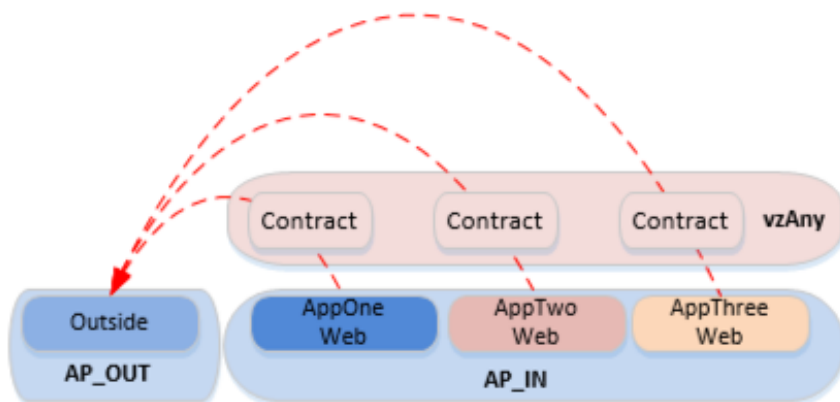 Contract
Contract
Contract
vzAny
Outside
AP_OUT
AppOne
Web
AppTwo
Web
AppThree
Web
AP_IN